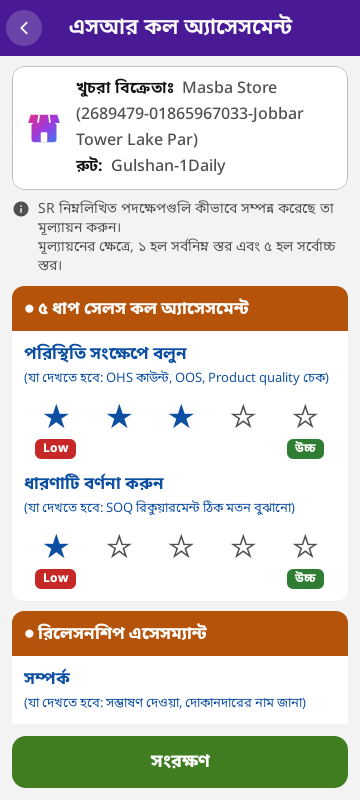 এসআর কল অ্যাসেসমেন্ট
খুচরা বিক্রেতাঃ Masba Store
(2689479-01865967033-Jobbar
Tower Lake Par)
রুট: Gulshan-1Daily
SR নিম্নলিখিত পদক্ষেপগুলি কীভাবে সম্পন্ন করেছে তা
মূল্যায়ন করুন।
মূল্যায়নের ক্ষেত্রে, ১ হল সর্বনিম্ন স্তর এবং ৫ হল সর্বোচ্চ
স্তর।
● ৫ ধাপ সেলস কল অ্যাসেসমেন্ট
পরিস্থিতি সংক্ষেপে বলুন
(যা দেখতে হবে: OHS কাউন্ট, OOS, Product quality চেক)
Low উচ্চ
ধারণাটি বর্ণনা করুন
(যা দেখতে হবে: SOQ রিকুয়ারমেন্ট ঠিক মতন বুঝানো)
Low উচ্চ
● রিলেসনশিপ এসেসম্যান্ট
সম্পর্ক
(যা দেখতে হবে: সম্ভাষণ দেওয়া, দোকানদারের নাম জানা)
সংরক্ষণ